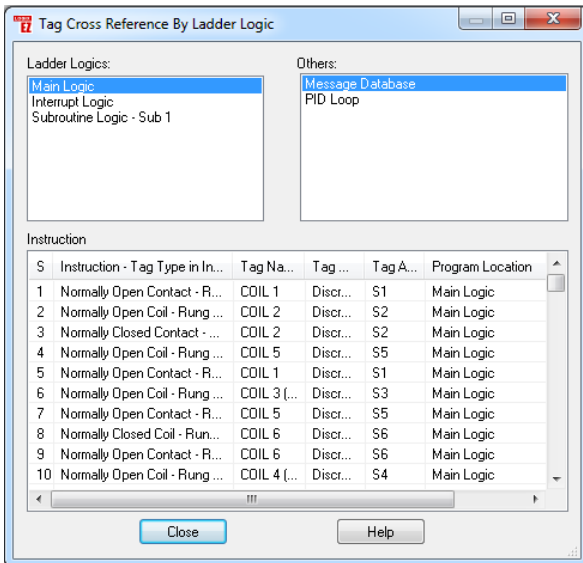 Tag Cross Reference By Ladder Logic
Ladder Logics:
Main Logic
Interrupt Logic
Subroutine Logic - Sub 1
Others:
Message Database
PID Loop
Instruction
S Instruction - Tag Type in In... Tag Na... Tag ... Tag A... Program Location
1 Normally Open Contact - R... COIL 1 Discr... S1 Main Logic
2 Normally Open Coil - Rung ... COIL 2 Discr... S2 Main Logic
3 Normally Closed Contact - ... COIL 2 Discr... S2 Main Logic
4 Normally Open Coil - Rung ... COIL 5 Discr... S5 Main Logic
5 Normally Open Contact - R... COIL 1 Discr... S1 Main Logic
6 Normally Open Coil - Rung ... COIL 3 (... Discr... S3 Main Logic
7 Normally Open Contact - R... COIL 5 Discr... S5 Main Logic
8 Normally Closed Coil - Run... COIL 6 Discr... S6 Main Logic
9 Normally Open Contact - R... COIL 6 Discr... S6 Main Logic
10 Normally Open Coil - Rung ... COIL 4 (... Discr... S4 Main Logic
Close Help